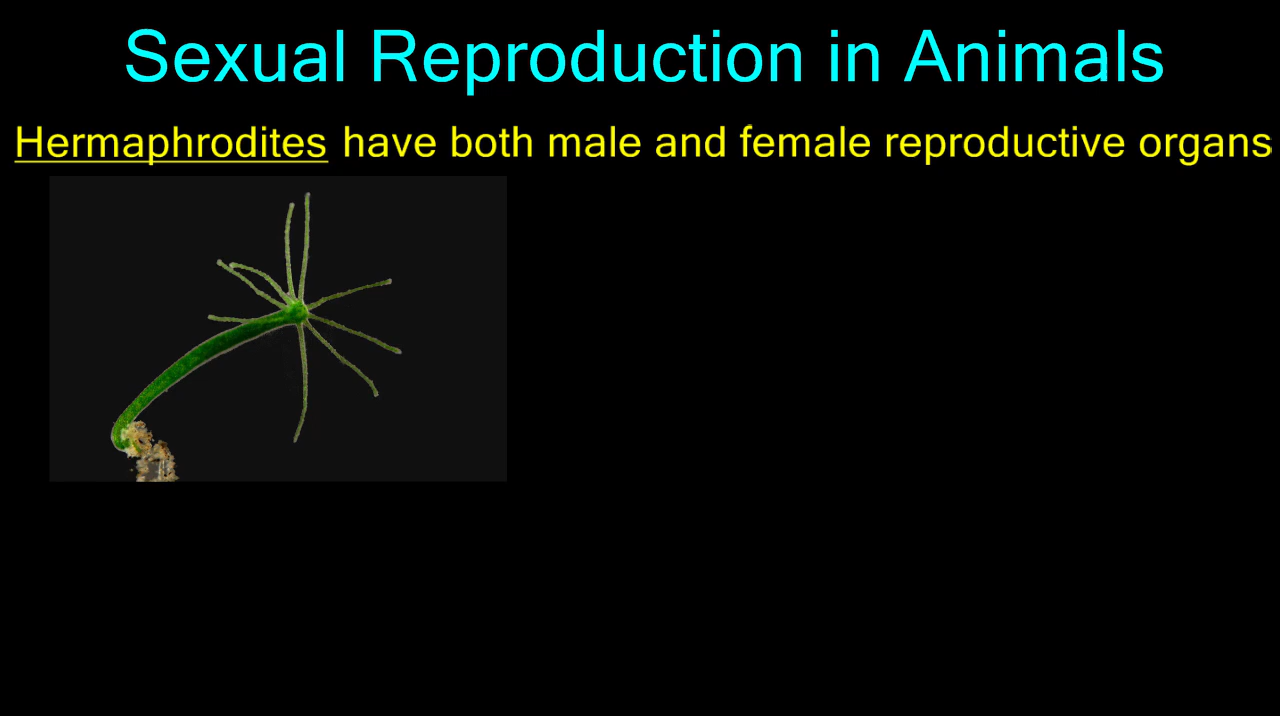 Sexual Reproduction in Animals
Hermaphrodites have both male and female reproductive organs